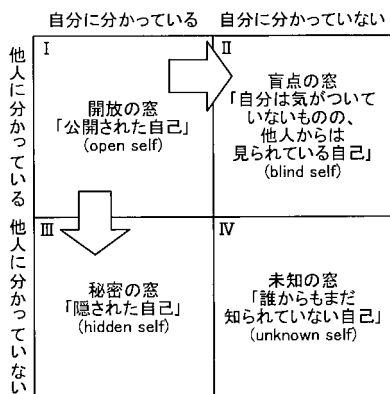 自分に分かっている
自分に分かっていない
他人に分かっている
I
開放の窓
「公開された自己」
(open self)
II
盲点の窓
「自分は気がついて
いないものの、
他人からは
見られている自己」
(blind self)
他人に分かっていない
III
秘密の窓
「隠された自己」
(hidden self)
IV
未知の窓
「誰からもまだ
知られていない自己」
(unknown self)